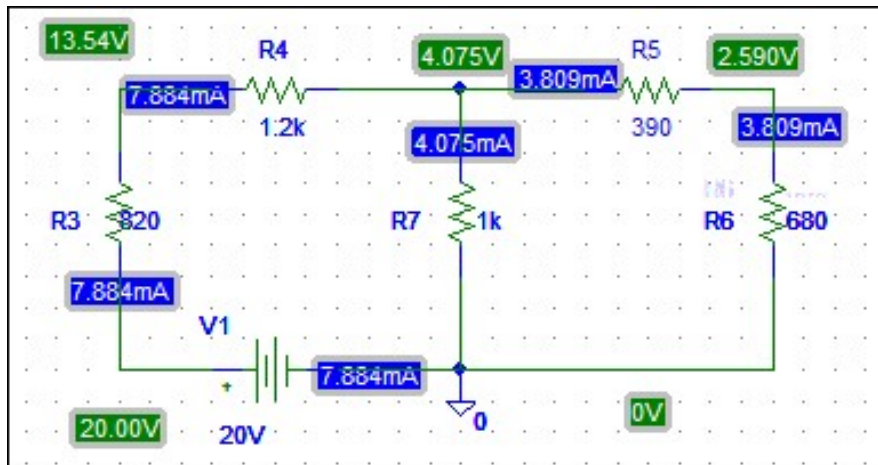 13.54V R4 4.075V R5 2.590V
7.884mA 3.809mA
1.2k 390 3.809mA
4.075mA
R3 820 R7 1k R6 680
7.884mA
V1
+ 7.884mA
20.00V 20V 0 0V